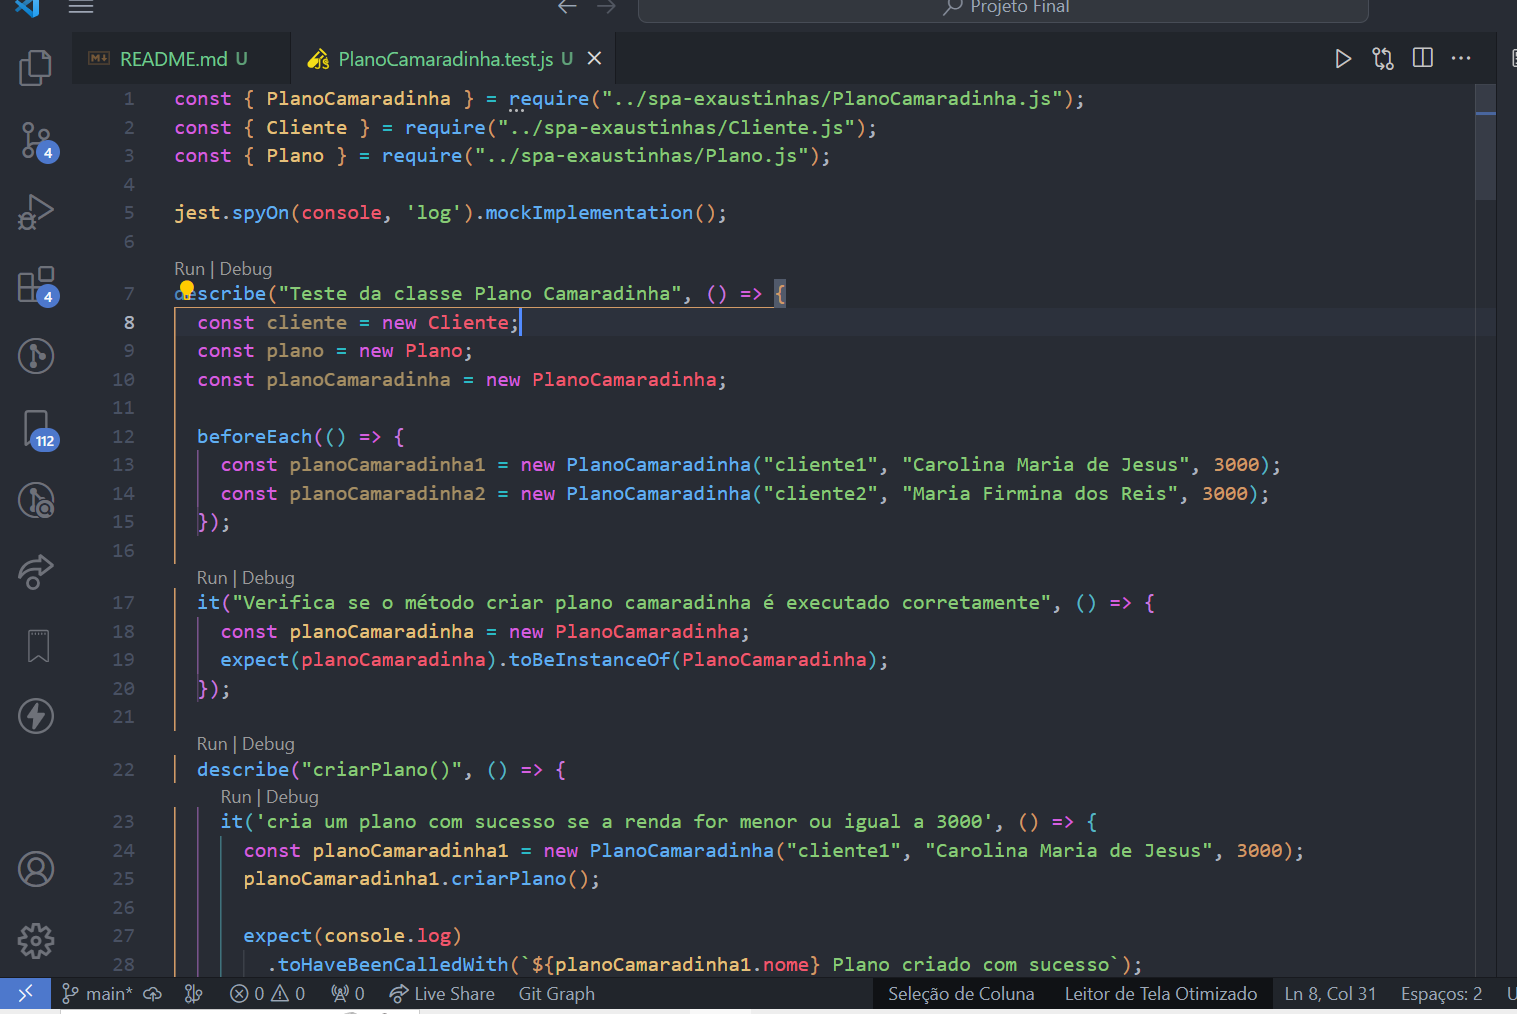 Projeto Final
README.md U
PlanoCamaradinha.test.js U
1 const { PlanoCamaradinha } = require("../spa-exaustinhas/PlanoCamaradinha.js");
2 const { Cliente } = require("../spa-exaustinhas/Cliente.js");
3 const { Plano } = require("../spa-exaustinhas/Plano.js");
4
5 jest.spyOn(console, 'log').mockImplementation();
6
Run | Debug
7 describe("Teste da classe Plano Camaradinha", () => {
8 const cliente = new Cliente;
9 const plano = new Plano;
10 const planoCamaradinha = new PlanoCamaradinha;
11
12 beforeEach(() => {
13 const planoCamaradinha1 = new PlanoCamaradinha("cliente1", "Carolina Maria de Jesus", 3000);
14 const planoCamaradinha2 = new PlanoCamaradinha("cliente2", "Maria Firmina dos Reis", 3000);
15 });
16
Run | Debug
17 it("Verifica se o método criar plano camaradinha é executado corretamente", () => {
18 const planoCamaradinha = new PlanoCamaradinha;
19 expect(planoCamaradinha).toBeInstanceOf(PlanoCamaradinha);
20 });
21
Run | Debug
22 describe("criarPlano()", () => {
Run | Debug
23 it('cria um plano com sucesso se a renda for menor ou igual a 3000', () => {
24 const planoCamaradinha1 = new PlanoCamaradinha("cliente1", "Carolina Maria de Jesus", 3000);
25 planoCamaradinha1.criarPlano();
26
27 expect(console.log)
28 .toHaveBeenCalledWith(`${planoCamaradinha1.nome} Plano criado com sucesso`);
4
4
112
main* 0 0 0 Live Share Git Graph Seleção de Coluna Leitor de Tela Otimizado Ln 8, Col 31 Espaços: 2